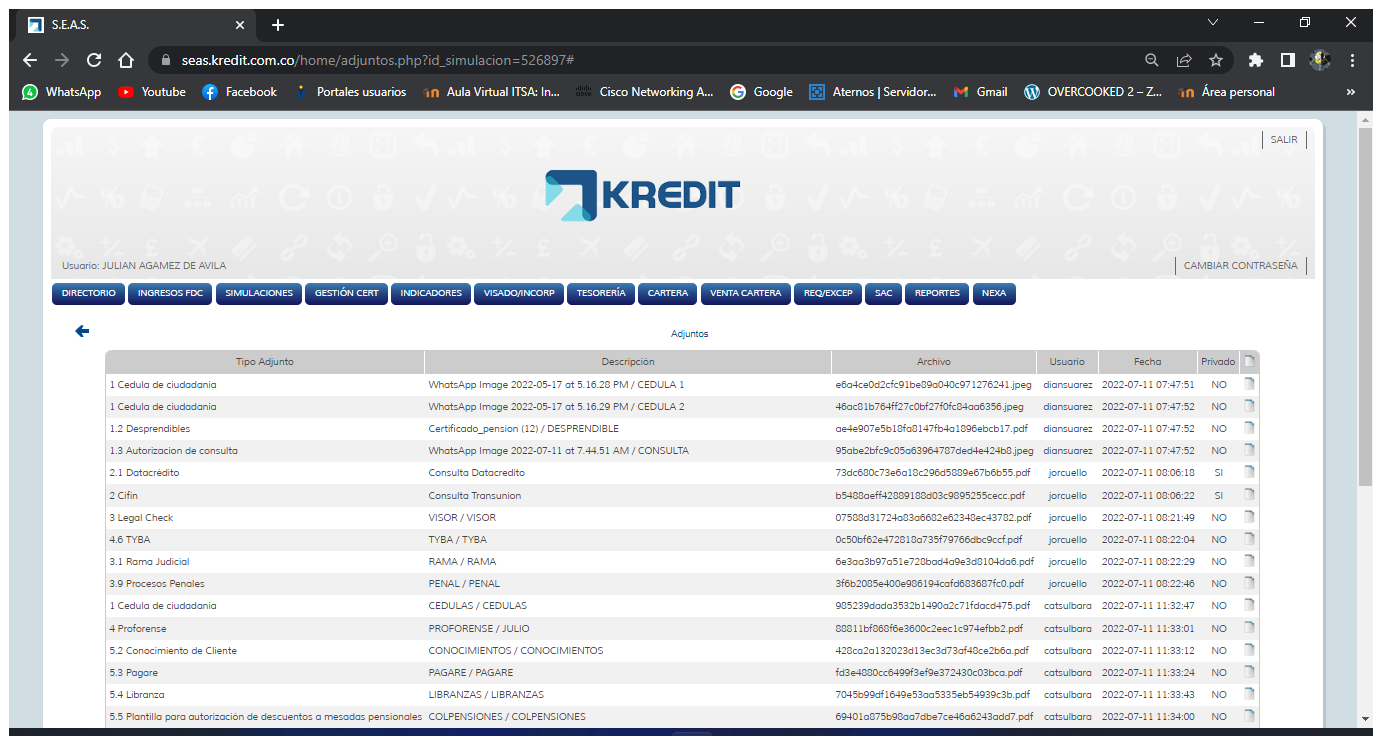 S.E.A.S.
seas.kredit.com.co/home/adjuntos.php?id_simulacion=526897#
WhatsApp Youtube Facebook Portales usuarios Aula Virtual ITSA: In... Cisco Networking A... Google Aternos | Servidor... Gmail OVERCOOKED 2 – Z... Área personal »
SALIR
KREDIT
Usuario: JULIAN AGAMEZ DE AVILA CAMBIAR CONTRASEÑA
DIRECTORIO INGRESOS FDC SIMULACIONES GESTIÓN CERT INDICADORES VISADO/INCORP TESORERÍA CARTERA VENTA CARTERA REQ/EXCEP SAC REPORTES NEXA
Adjuntos
Tipo Adjunto Descripción Archivo Usuario Fecha Privado
1 Cedula de ciudadania WhatsApp Image 2022-05-17 at 5.16.28 PM / CEDULA 1 e6a4ce0d2cfc91be89a040c971276241.jpeg diansuarez 2022-07-11 07:47:51 NO
1 Cedula de ciudadania WhatsApp Image 2022-05-17 at 5.16.29 PM / CEDULA 2 46ac81b764ff27c0bf27f0fc84aa6356.jpeg diansuarez 2022-07-11 07:47:52 NO
1.2 Desprendibles Certificado_pension (12) / DESPRENDIBLE ae4e907e5b18fa8147fb4a1896ebcb17.pdf diansuarez 2022-07-11 07:47:52 NO
1.3 Autorizacion de consulta WhatsApp Image 2022-07-11 at 7.44.51 AM / CONSULTA 95abe2bfc9c05a63964787ded4e424b8.jpeg diansuarez 2022-07-11 07:47:52 NO
2.1 Datacrédito Consulta Datacredito 73dc680c73e6a18c296d5889e67b6b55.pdf jorcuello 2022-07-11 08:06:18 SI
2 Cifin Consulta Transunion b5488aeff42889188d03c9895255cecc.pdf jorcuello 2022-07-11 08:06:22 SI
3 Legal Check VISOR / VISOR 07588d31724a83a6682e62348ec43782.pdf jorcuello 2022-07-11 08:21:49 NO
4.6 TYBA TYBA / TYBA 0c50bf62e472818a735f79766dbc9ccf.pdf jorcuello 2022-07-11 08:22:04 NO
3.1 Rama Judicial RAMA / RAMA 6e3aa3b97a51e728bad4a9e3d8104da6.pdf jorcuello 2022-07-11 08:22:29 NO
3.9 Procesos Penales PENAL / PENAL 3f6b2085e400e986194cafd683687fc0.pdf jorcuello 2022-07-11 08:22:46 NO
1 Cedula de ciudadania CEDULAS / CEDULAS 985239dada3532b1490a2c71fdacd475.pdf catsulbara 2022-07-11 11:32:47 NO
4 Proforense PROFORENSE / JULIO 88811bf868f6e3600c2eec1c974efbb2.pdf catsulbara 2022-07-11 11:33:01 NO
5.2 Conocimiento de Cliente CONOCIMIENTOS / CONOCIMIENTOS 428ca2a132023d13ec3d73af48ce2b6a.pdf catsulbara 2022-07-11 11:33:12 NO
5.3 Pagare PAGARE / PAGARE fd3e4880cc6499f3ef9e372430c03bca.pdf catsulbara 2022-07-11 11:33:24 NO
5.4 Libranza LIBRANZAS / LIBRANZAS 7045b99df1649e53aa5335eb54939c3b.pdf catsulbara 2022-07-11 11:33:43 NO
5.5 Plantilla para autorización de descuentos a mesadas pensionales COLPENSIONES / COLPENSIONES 69401a875b98aa7dbe7ce46a6243add7.pdf catsulbara 2022-07-11 11:34:00 NO